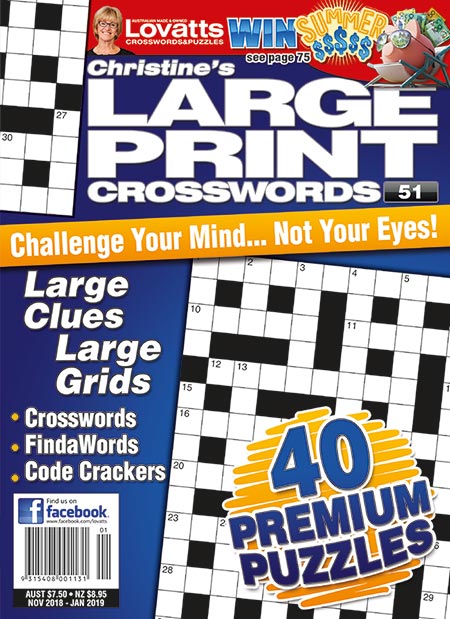 AUSTRALIAN MADE & OWNED
Lovatts
CROSSWORDS&PUZZLES
WIN
SUMMER
$$$$$
see page 75
Christine's
LARGE
PRINT
CROSSWORDS 51
27
30
Challenge Your Mind... Not Your Eyes!
Large
Clues
Large
Grids
• Crosswords
• FindaWords
• Code Crackers
2 3 4 5
10
11
12 13
15
16
20
23
28
29
40
PREMIUM
PUZZLES
Find us on
facebook.
www.facebook.com/lovatts
01
9 315408 001131
AUST $7.50 • NZ $8.95
NOV 2018 - JAN 2019